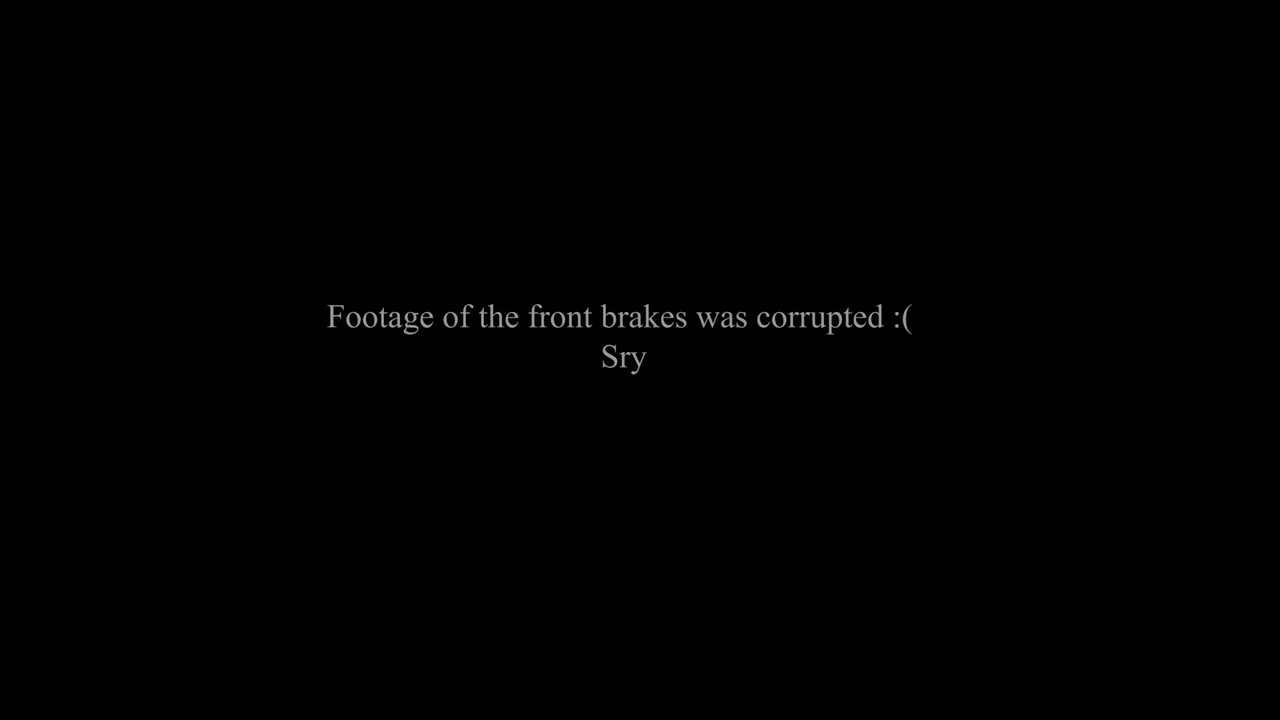 Footage of the front brakes was corrupted :(
Sry